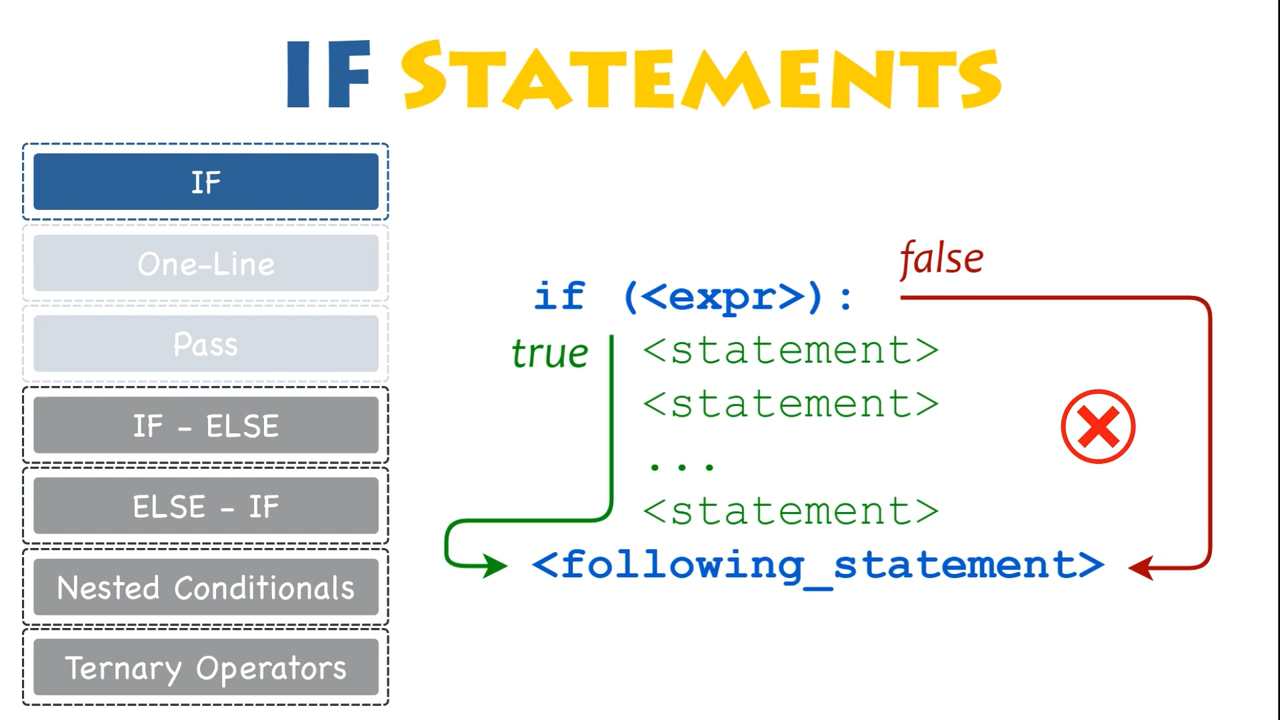 IF STATEMENTS
IF
One-Line
Pass
IF - ELSE
ELSE - IF
Nested Conditionals
Ternary Operators
false
if (<expr>):
true
<statement>
<statement>
...
<statement>
<following_statement>